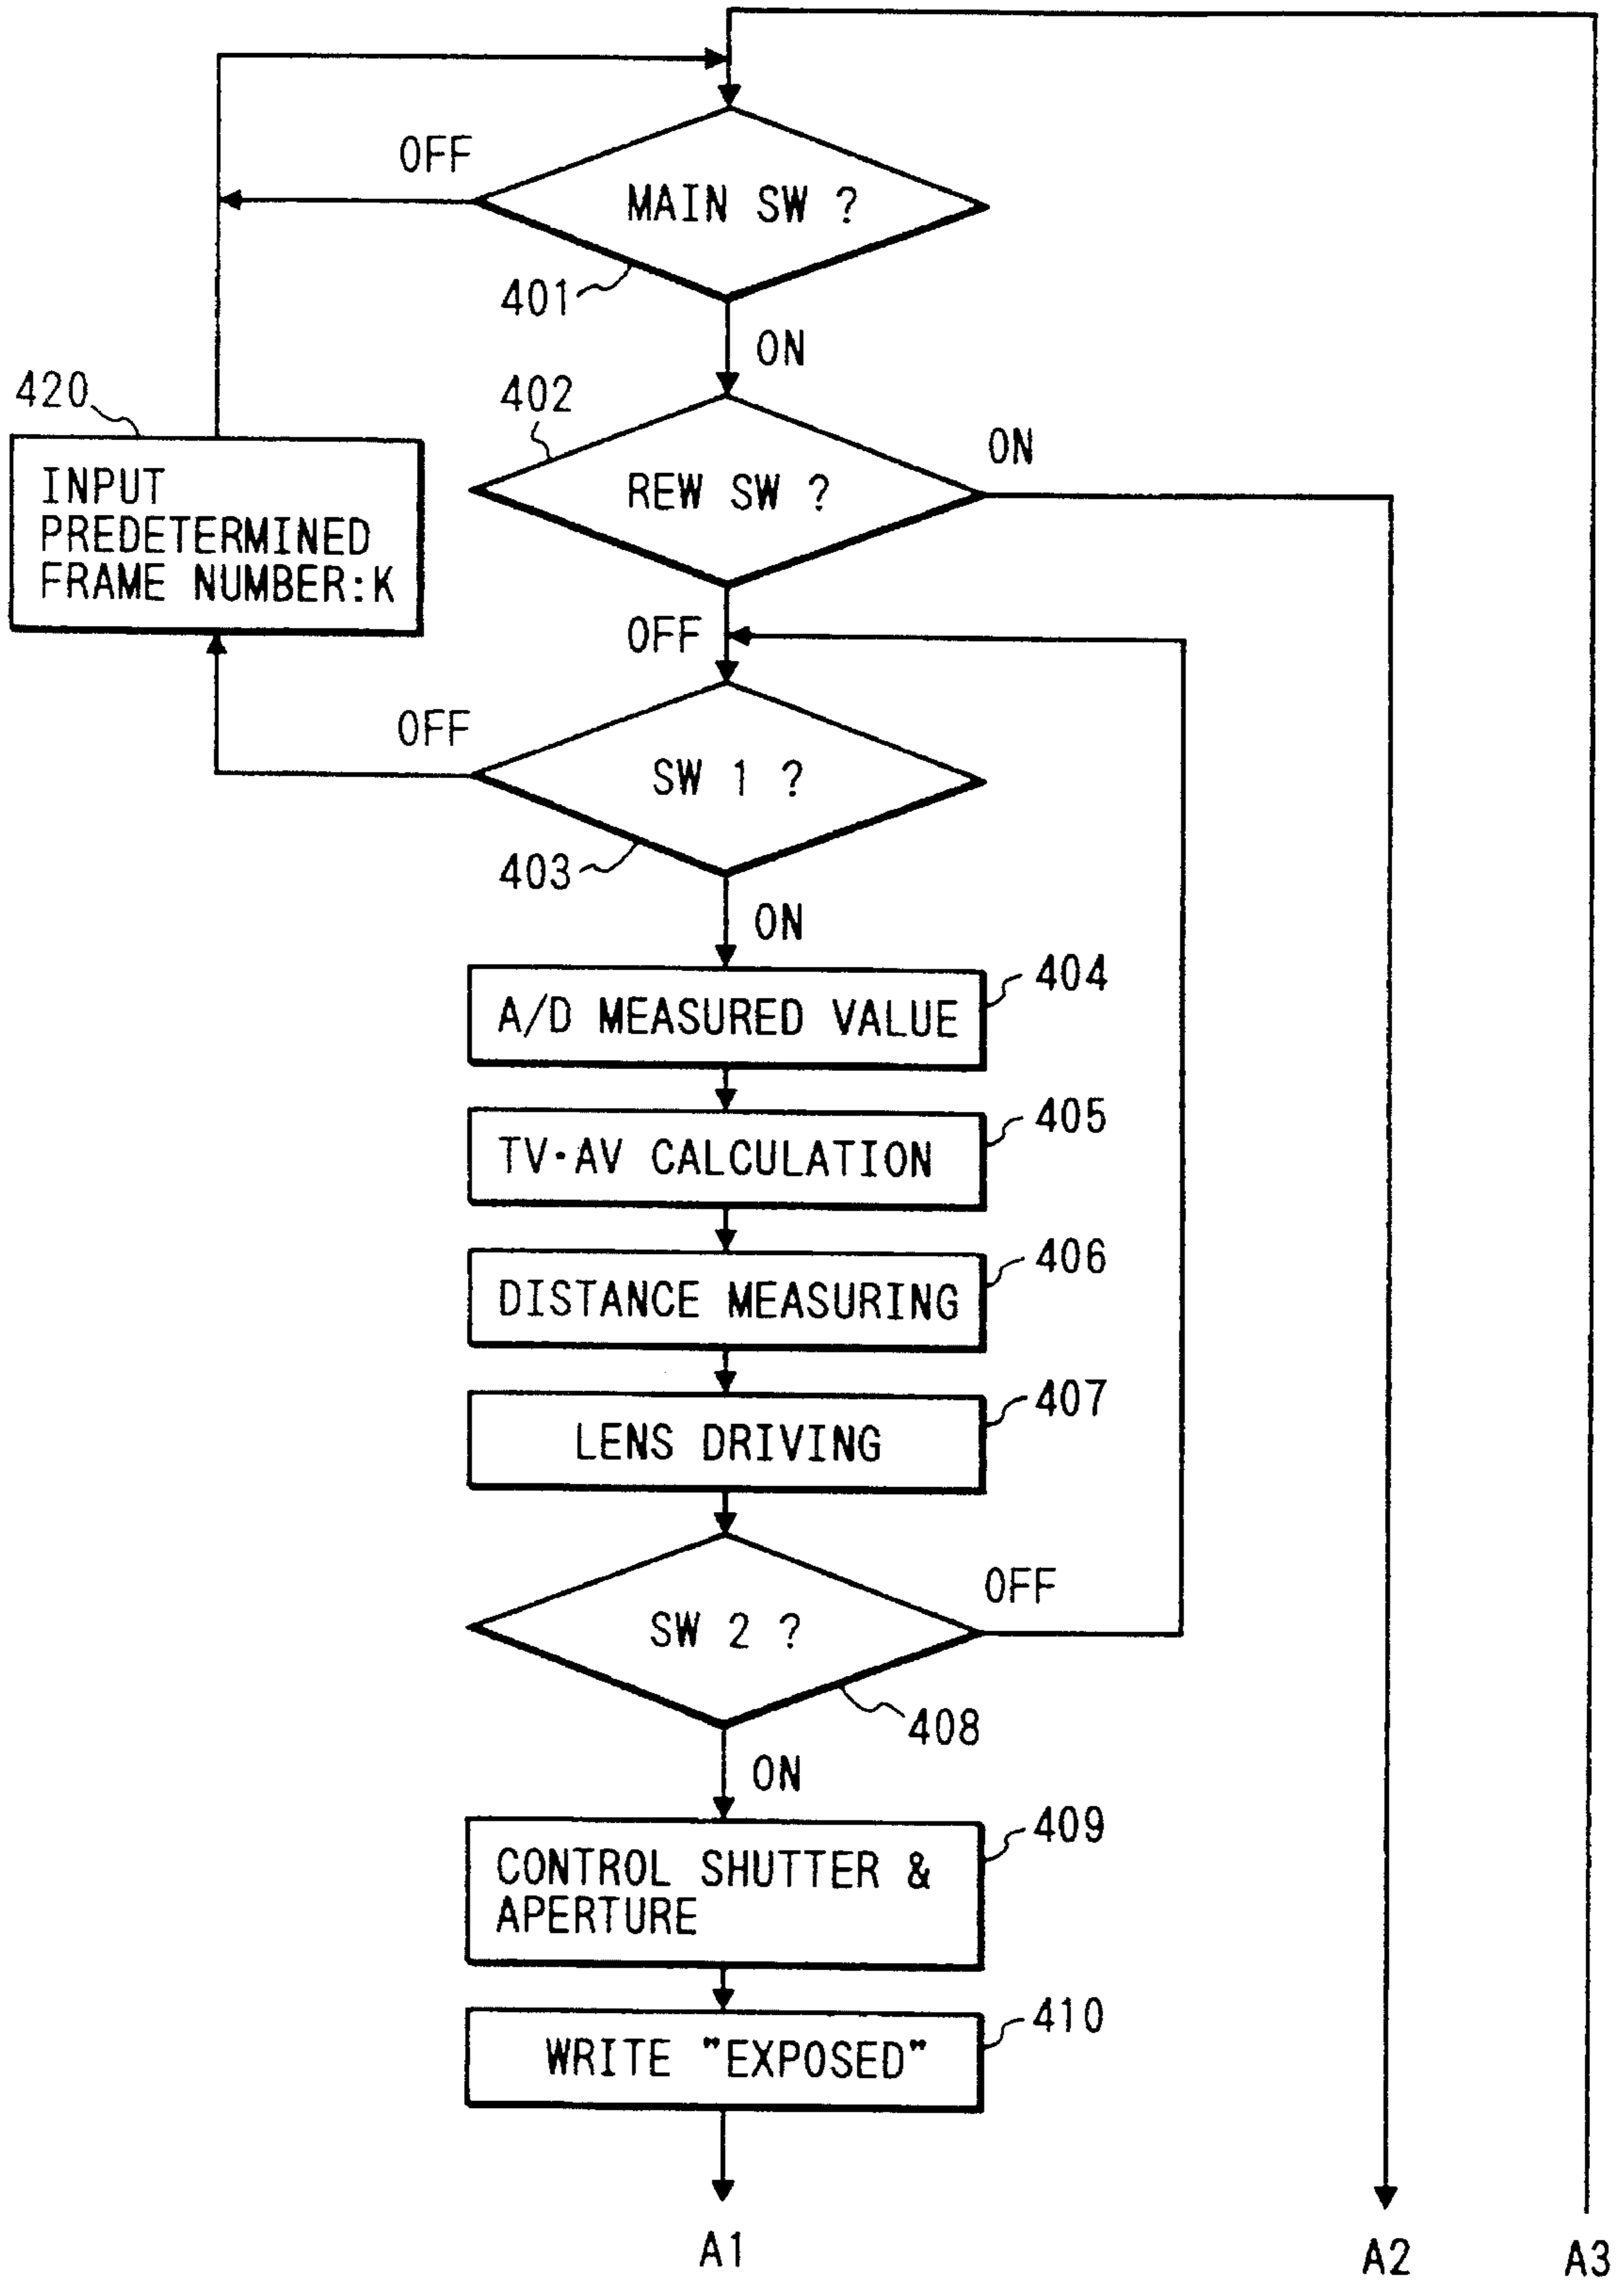 OFF
MAIN SW ?
401
ON
420
402
ON
INPUT
PREDETERMINED
FRAME NUMBER:K
REW SW ?
OFF
OFF
SW 1 ?
403
ON
404
A/D MEASURED VALUE
405
TV·AV CALCULATION
406
DISTANCE MEASURING
407
LENS DRIVING
OFF
SW 2 ?
408
ON
409
CONTROL SHUTTER &
APERTURE
410
WRITE "EXPOSED"
A1
A2
A3